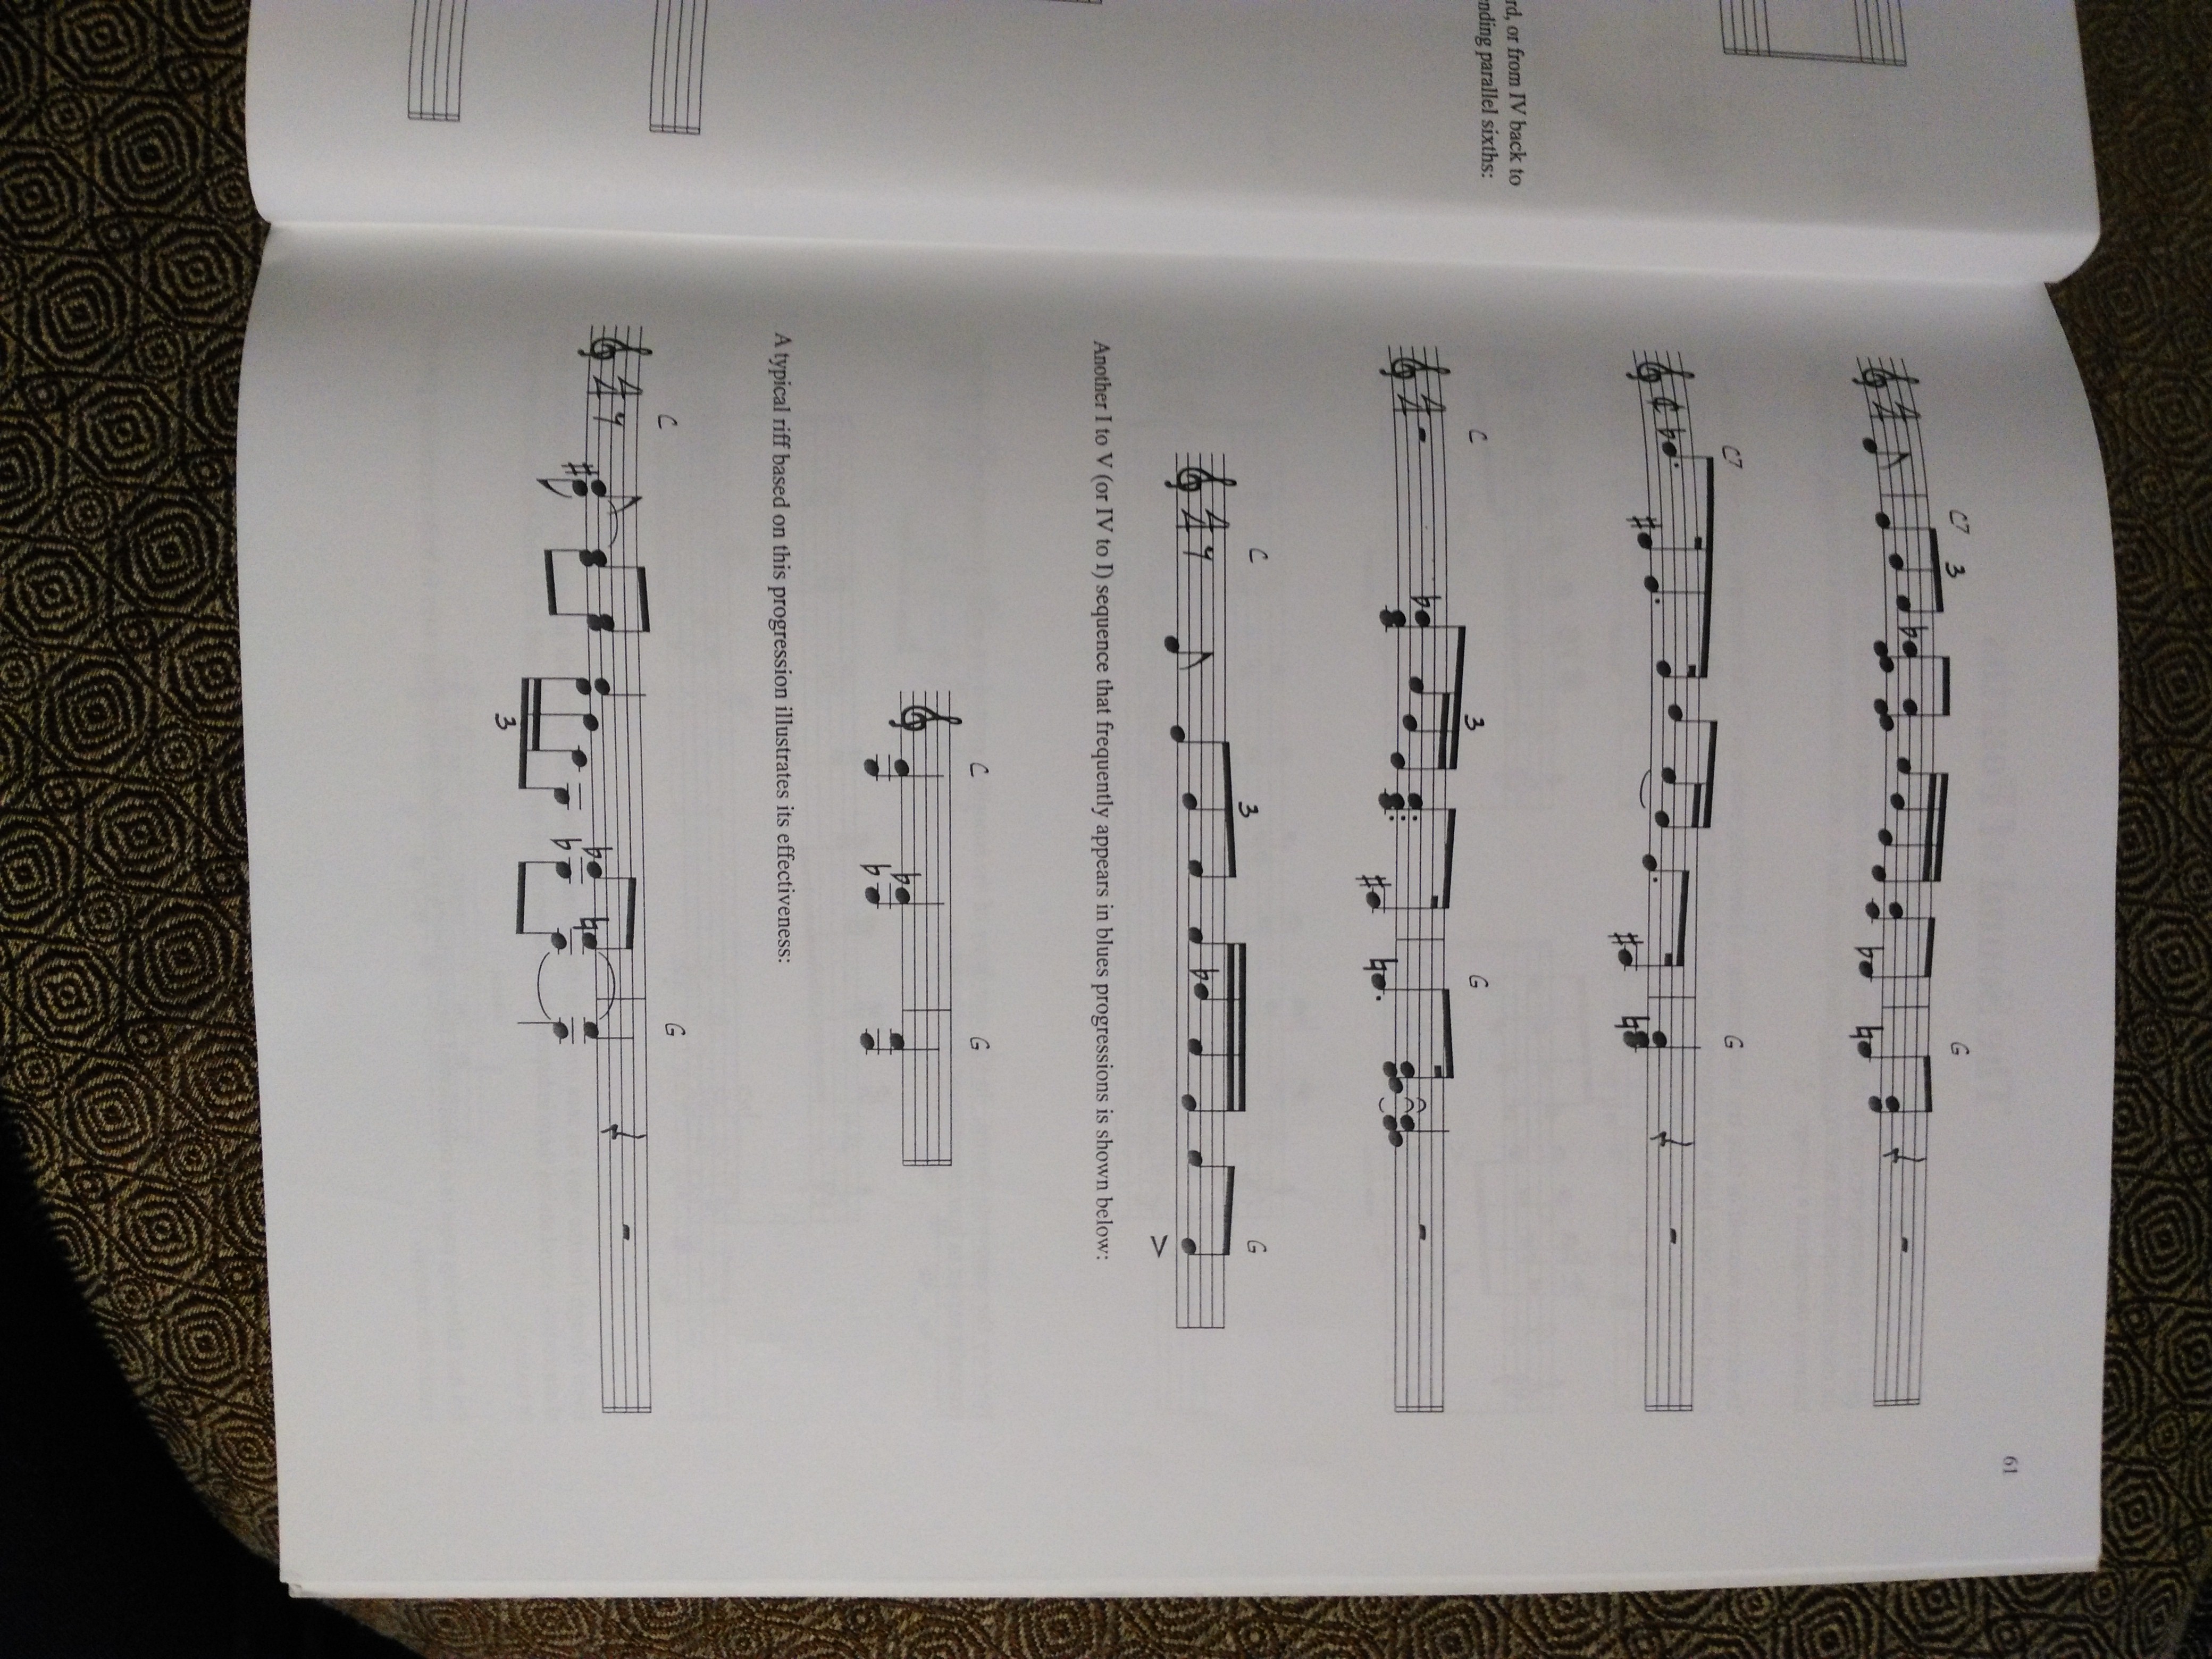 rd, or from IV back to
nding parallel sixths:
61
C7 G
3
C7 G
C G
3
C G
3
Another I to V (or IV to I) sequence that frequently appears in blues progressions is shown below:
C G
A typical riff based on this progression illustrates its effectiveness:
C G
3